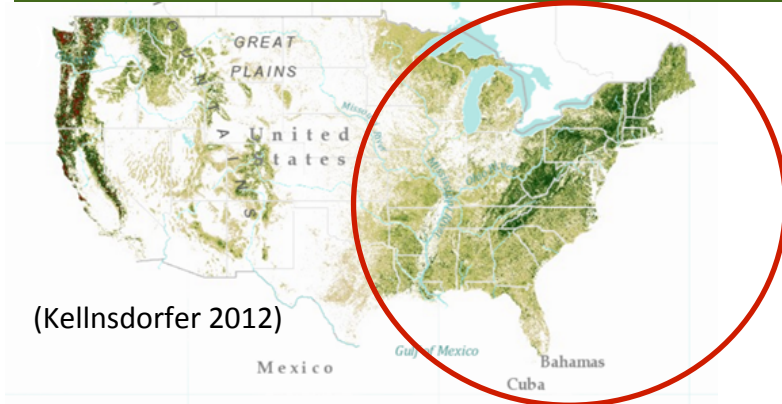 GREAT
PLAINS
United
States
(Kellnsdorfer 2012)
Gulf of Mexico
Mexico
Bahamas
Cuba